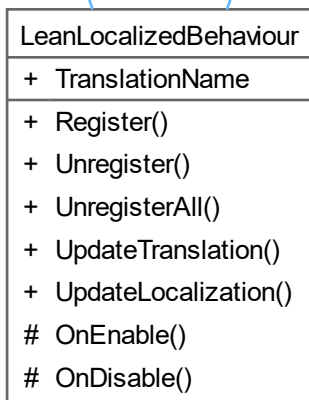 LeanLocalizedBehaviour
+ TranslationName
+ Register()
+ Unregister()
+ UnregisterAll()
+ UpdateTranslation()
+ UpdateLocalization()
# OnEnable()
# OnDisable()